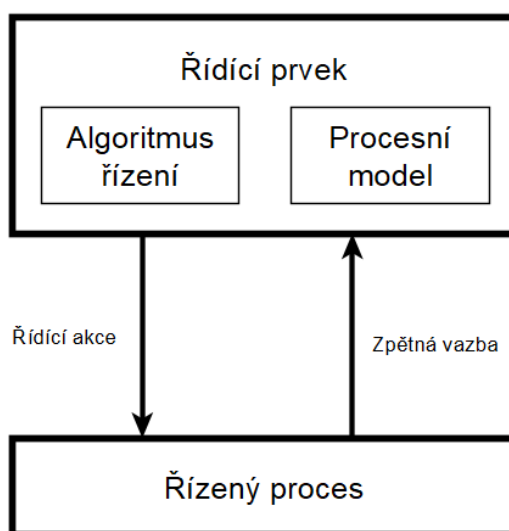 Řídící prvek
Algoritmus
řízení
Procesní
model
Řídící akce
Zpětná vazba
Řízený proces